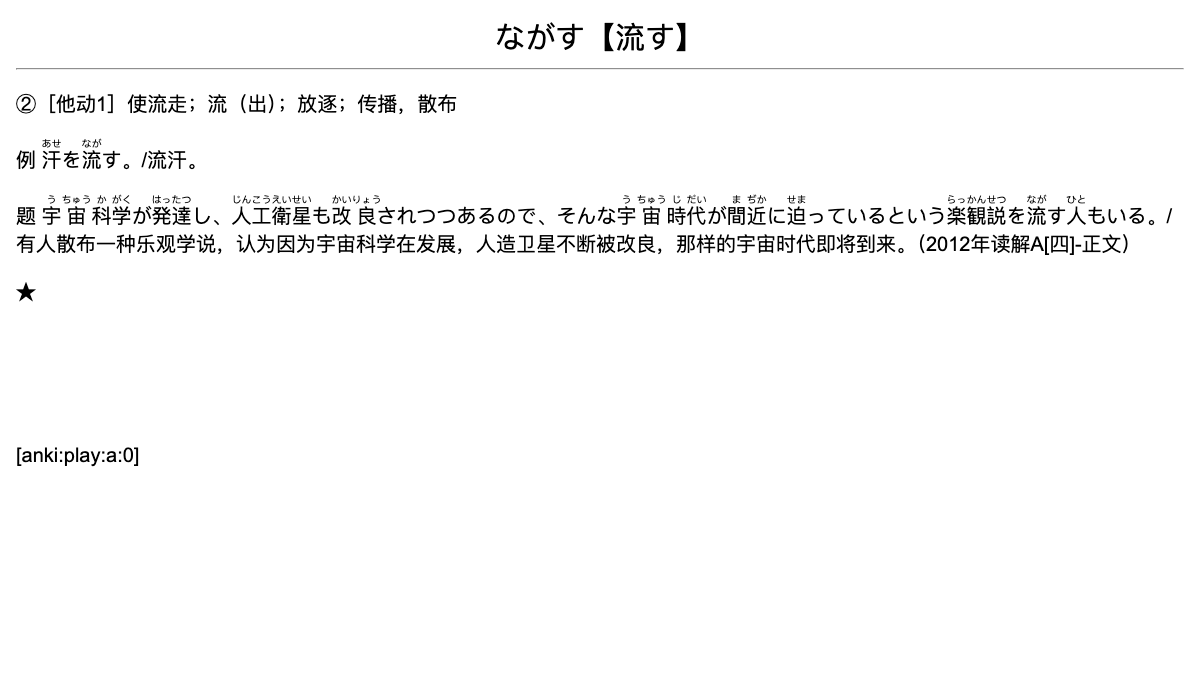 ながす【流す】
②［他动1］使流走；流（出）；放逐；传播，散布
あせ なが
例 汗を流す。/流汗。
う ちゅう か がく はったつ じんこうえいせい かいりょう う ちゅう じ だい ま ぢか せま らっかんせつ なが ひと
题 宇宙科学が発達し、人工衛星も改良されつつあるので、そんな宇宙時代が間近に迫っているという楽観説を流す人もいる。/
有人散布一种乐观学说，认为因为宇宙科学在发展，人造卫星不断被改良，那样的宇宙时代即将到来。（2012年读解A[四]-正文）
★
[anki:play:a:0]